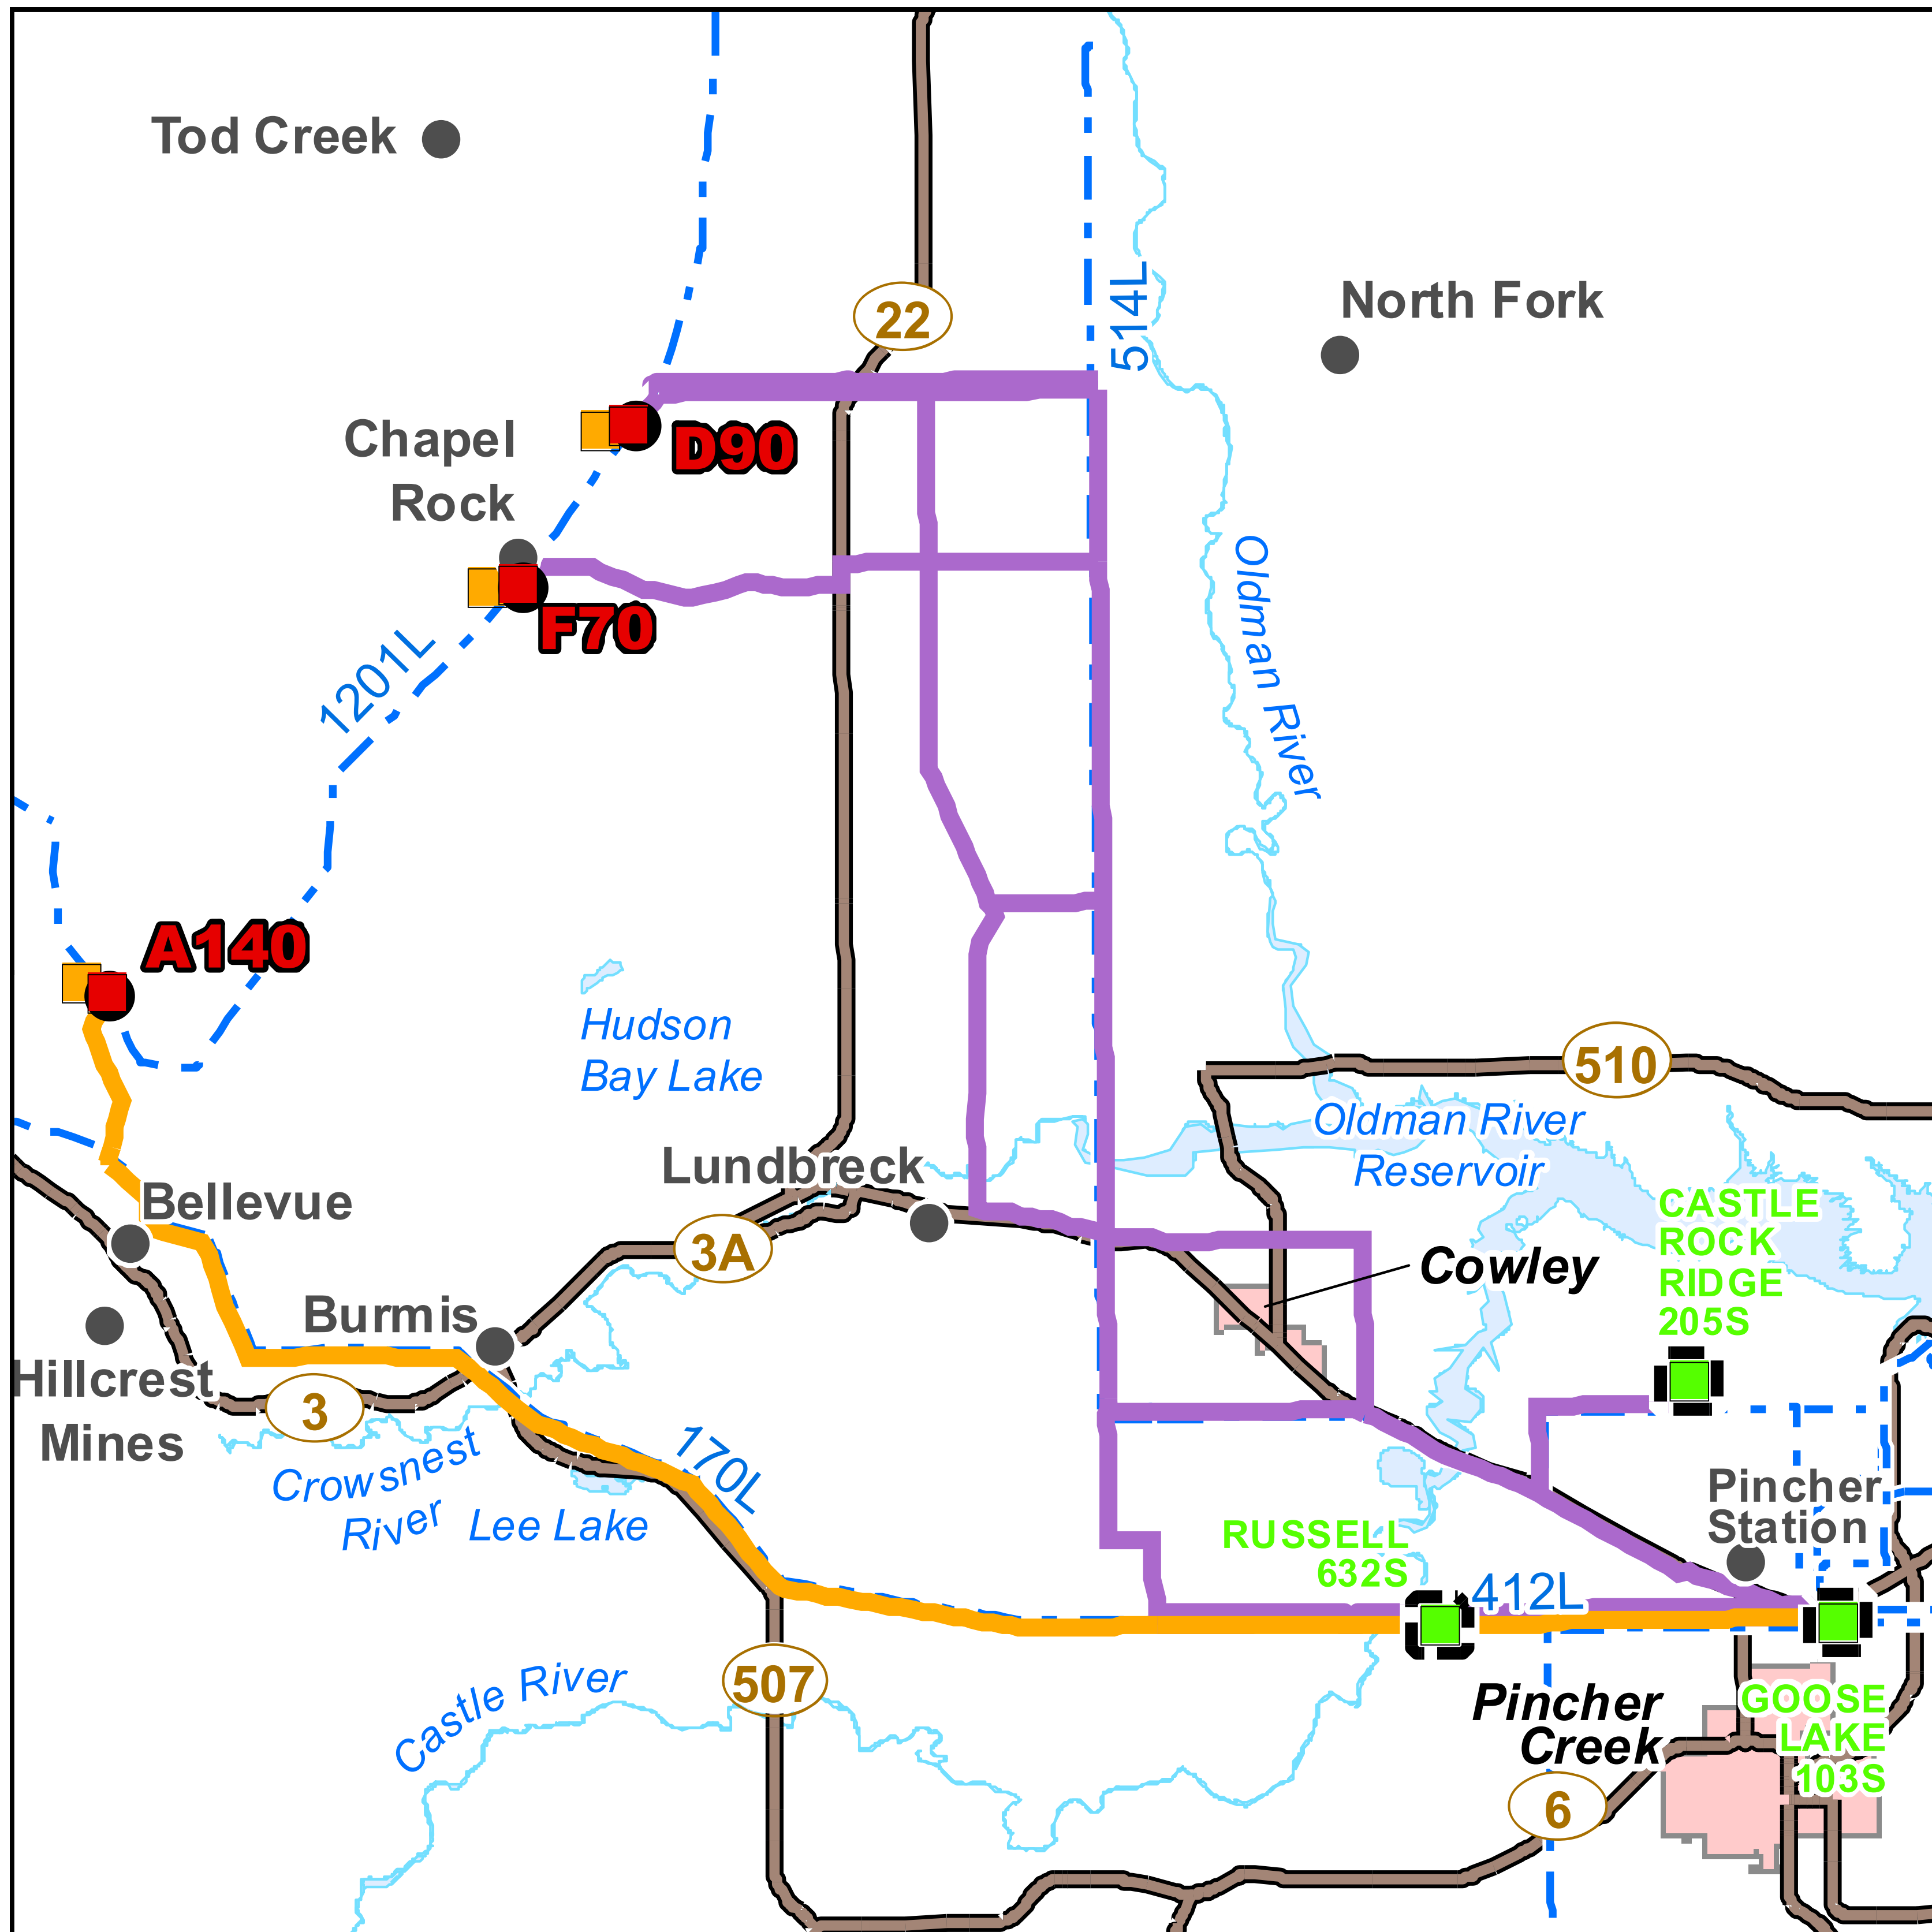 Tod Creek
North Fork
22
514L
Chapel
Rock
D90
F70
Oldman River
1201L
A140
Hudson
Bay Lake
510
Oldman River
Reservoir
Lundbreck
Bellevue
CASTLE
ROCK
RIDGE
205S
3A
Cowley
Burmis
Hillcrest
Mines
3
Crowsnest
River
Lee Lake
170L
Pincher
Station
RUSSELL
632S
412L
507
Castle River
Pincher
Creek
GOOSE
LAKE
103S
6